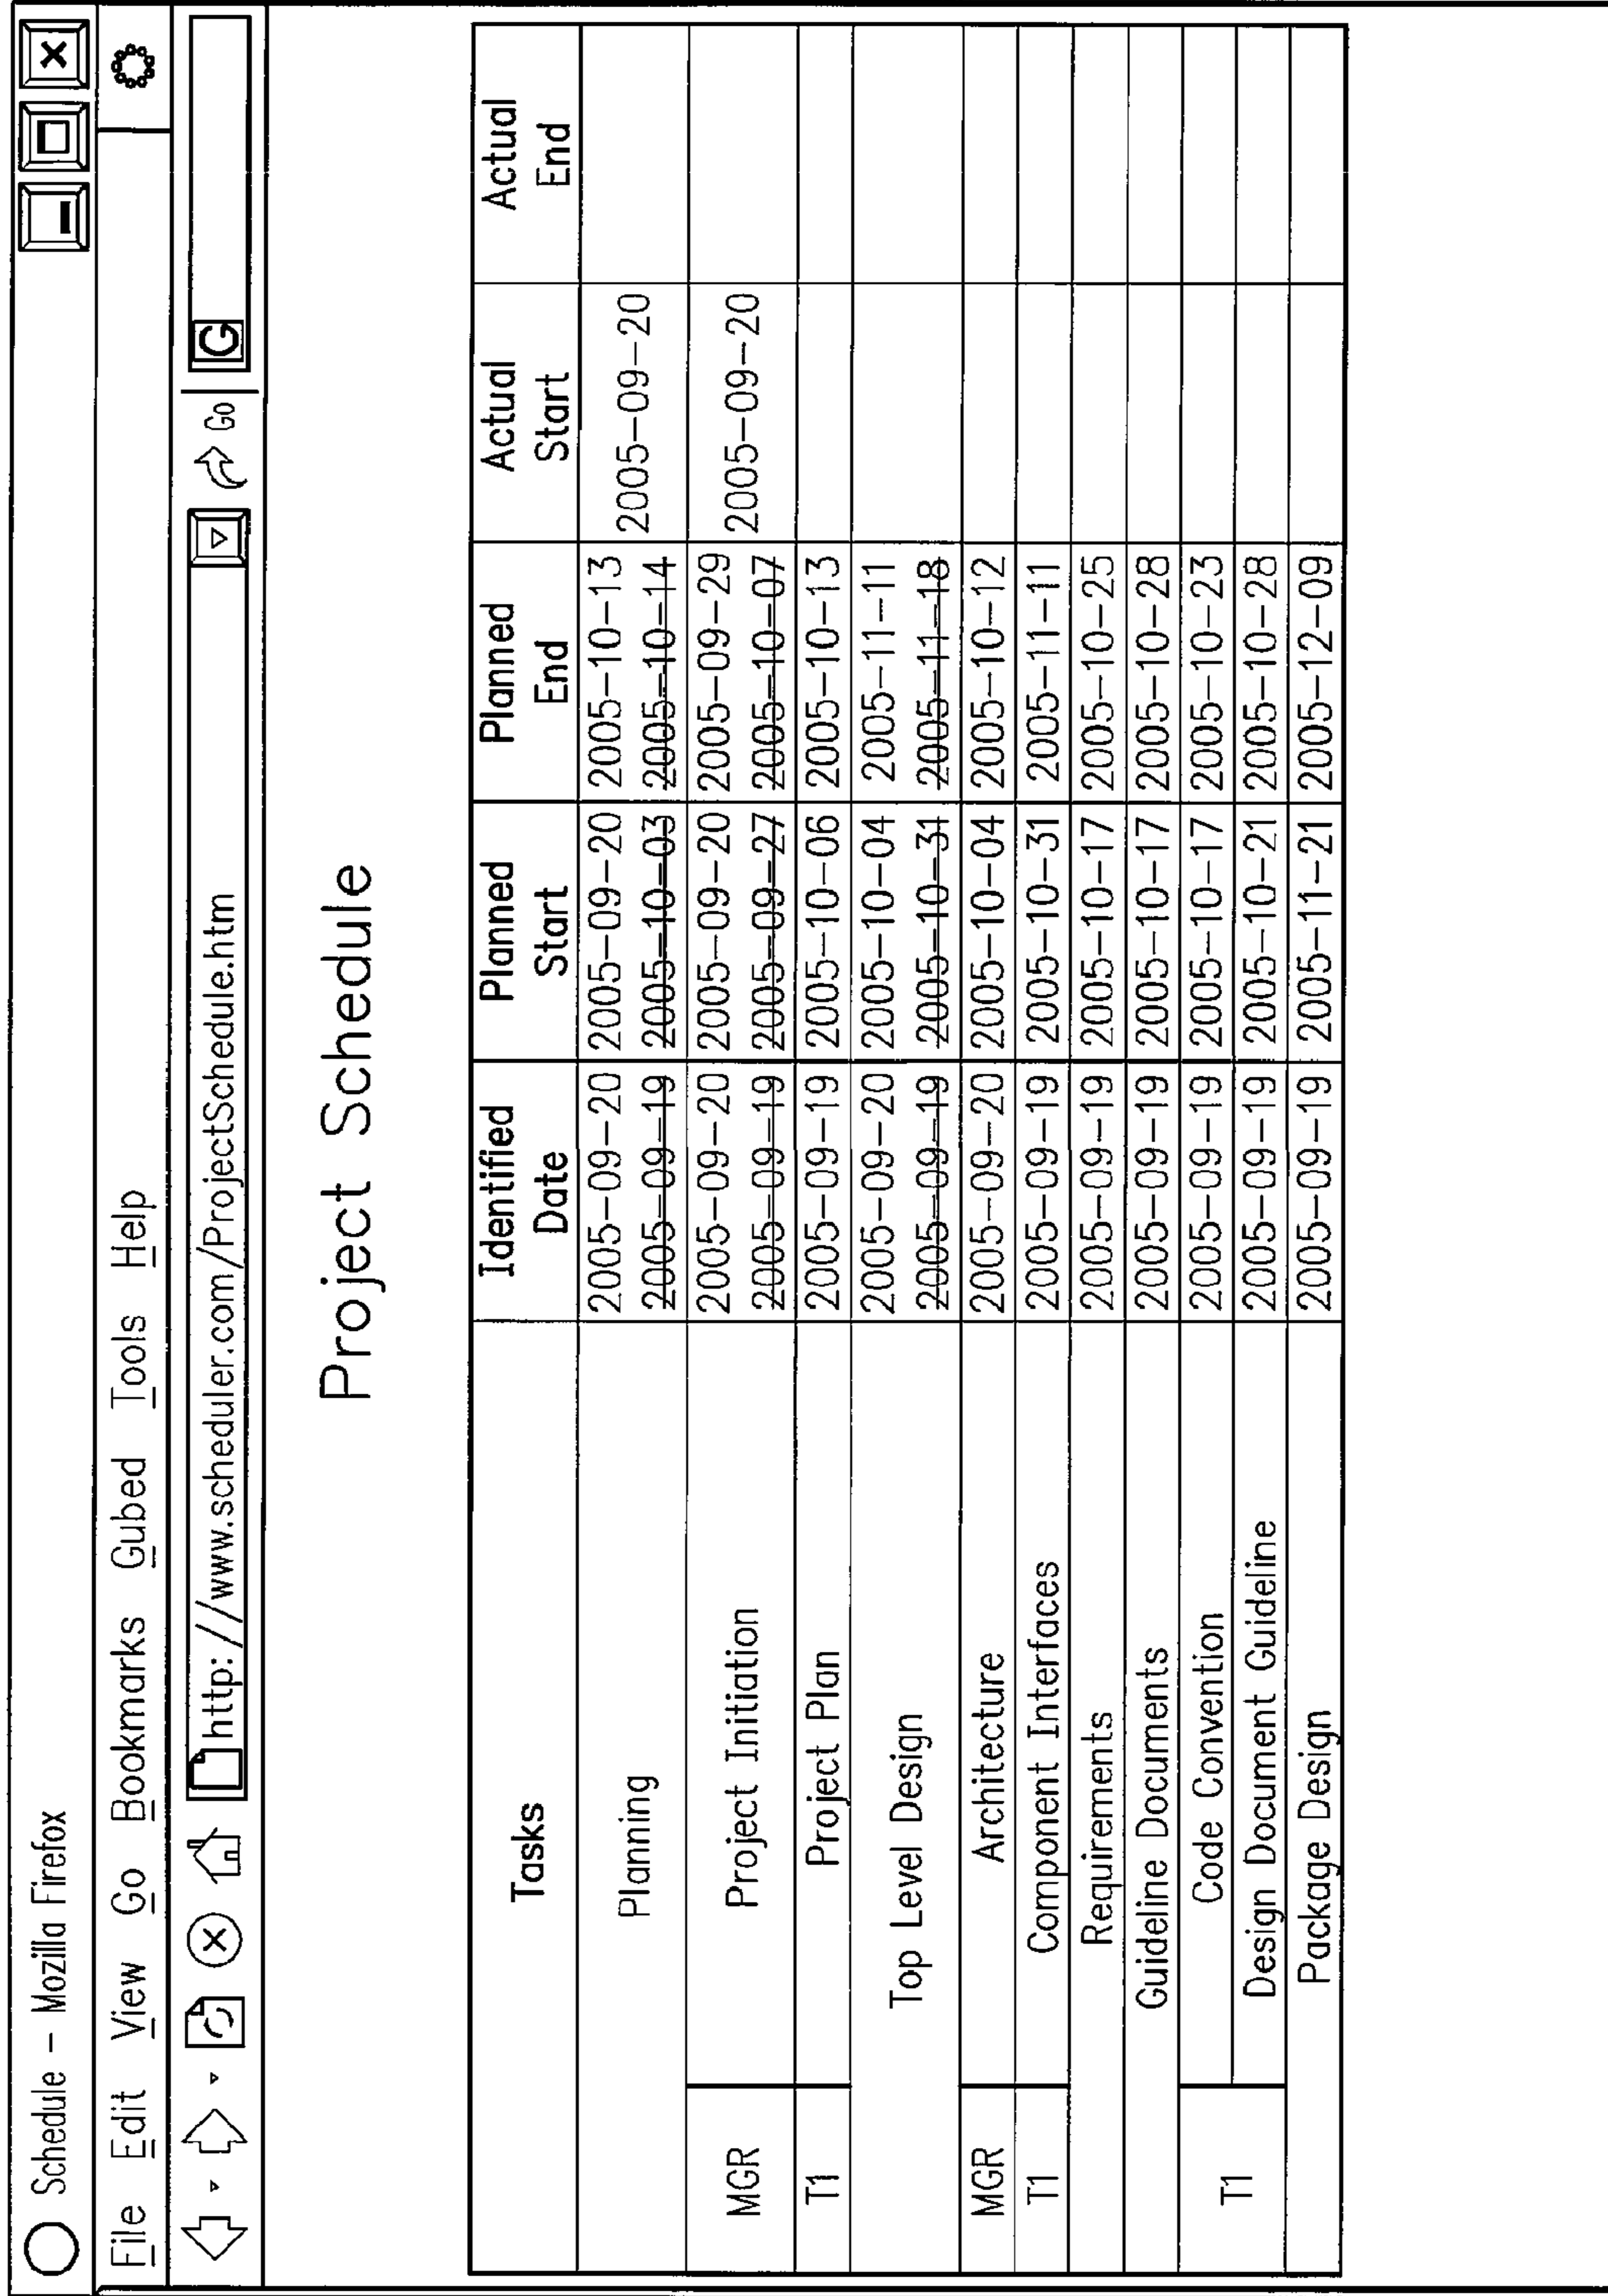 Schedule – Mozilla Firefox
File Edit View Go Bookmarks Gubed Tools Help
http://www.scheduler.com/ProjectSchedule.htm Go G
Project Schedule
Tasks Identified Date Planned Start Planned End Actual Start Actual End
Planning 2005-09-20 2005-09-20 2005-10-13 2005-09-20
2005-09-19 2005-10-03 2005-10-14
MGR Project Initiation 2005-09-20 2005-09-20 2005-09-29 2005-09-20
2005-09-19 2005-09-27 2005-10-07
T1 Project Plan 2005-09-19 2005-10-06 2005-10-13
Top Level Design 2005-09-20 2005-10-04 2005-11-11
2005-09-19 2005-10-31 2005-11-18
MGR Architecture 2005-09-20 2005-10-04 2005-10-12
T1 Component Interfaces 2005-09-19 2005-10-31 2005-11-11
Requirements 2005-09-19 2005-10-17 2005-10-25
Guideline Documents 2005-09-19 2005-10-17 2005-10-28
T1 Code Convention 2005-09-19 2005-10-17 2005-10-23
Design Document Guideline 2005-09-19 2005-10-21 2005-10-28
Package Design 2005-09-19 2005-11-21 2005-12-09